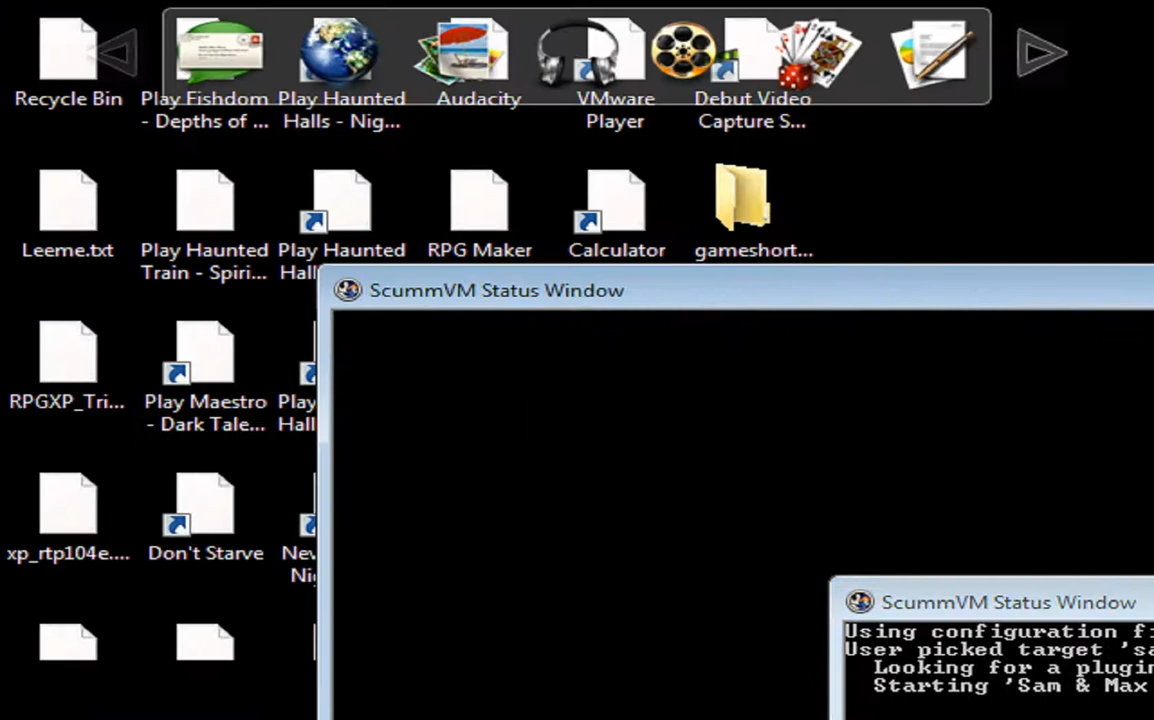 Recycle Bin
Play Fishdom
- Depths of ...
Play Haunted
Halls - Nig...
Audacity
VMware
Player
Debut Video
Capture S...
Leeme.txt
Play Haunted
Train - Spiri...
Play Haunted
Hall
RPG Maker
Calculator
gameshort...
ScummVM Status Window
RPGXP_Tri...
Play Maestro
- Dark Tale...
Play
Hall
xp_rtp104e....
Don't Starve
Nev
Nig
ScummVM Status Window
Using configuration fi
User picked target 'sa
Looking for a plugin
Starting 'Sam & Max